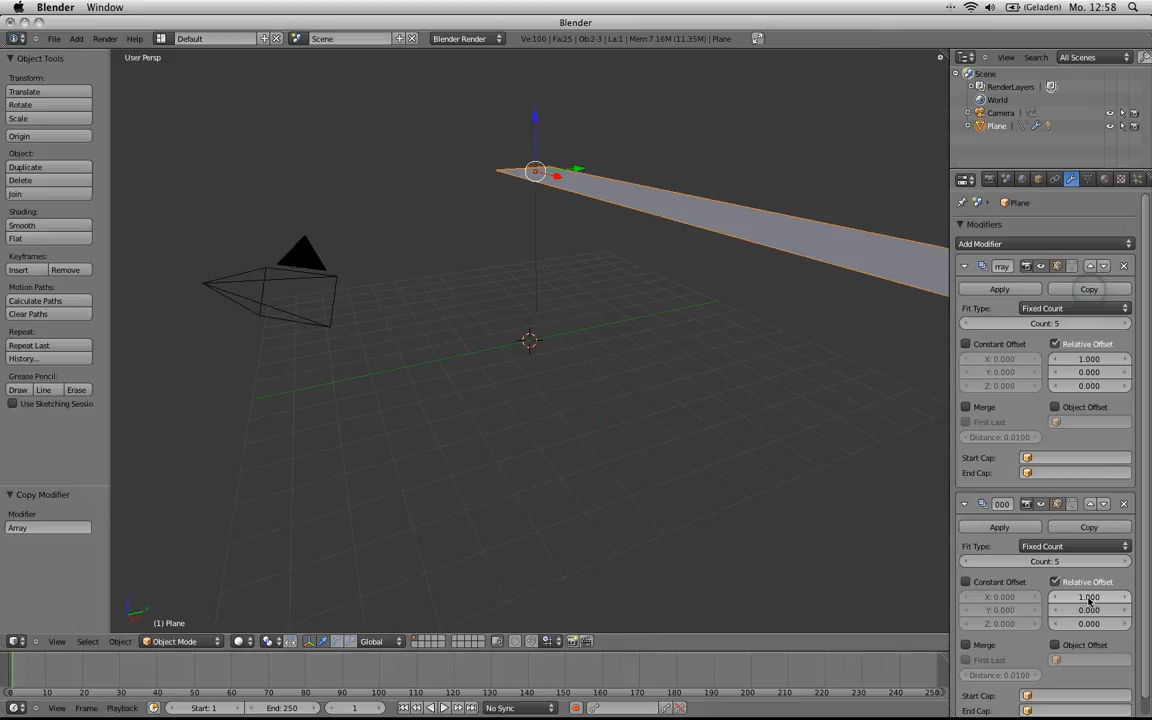 Blender Window (Geladen) Mo. 12:58
Blender
File Add Render Help Default Scene Blender Render Ve:100 | Fa:25 | Ob:2-3 | La:1 | Mem:7.16M (11.35M) | Plane
View Search All Scenes
Object Tools
Transform:
Translate
Rotate
Scale
Origin
Object:
Duplicate
Delete
Join
Shading:
Smooth
Flat
Keyframes:
Insert Remove
Motion Paths:
Calculate Paths
Clear Paths
Repeat:
Repeat Last
History...
Grease Pencil:
Draw Line Erase
Use Sketching Sessio
Copy Modifier
Modifier
Array
User Persp
(1) Plane
View Select Object Object Mode Global
0 10 20 30 40 50 60 70 80 90 100 110 120 130 140 150 160 170 180 190 200 210 220 230 240 250
View Frame Playback Start: 1 End: 250 1 No Sync
Scene
RenderLayers
World
Camera
Plane
Plane
Modifiers
Add Modifier
rray
Apply Copy
Fit Type: Fixed Count
Count: 5
Constant Offset Relative Offset
X: 0.000 1.000
Y: 0.000 0.000
Z: 0.000 0.000
Merge Object Offset
First Last
Distance: 0.0100
Start Cap:
End Cap:
000
Apply Copy
Fit Type: Fixed Count
Count: 5
Constant Offset Relative Offset
X: 0.000 1.000
Y: 0.000 0.000
Z: 0.000 0.000
Merge Object Offset
First Last
Distance: 0.0100
Start Cap:
End Cap: